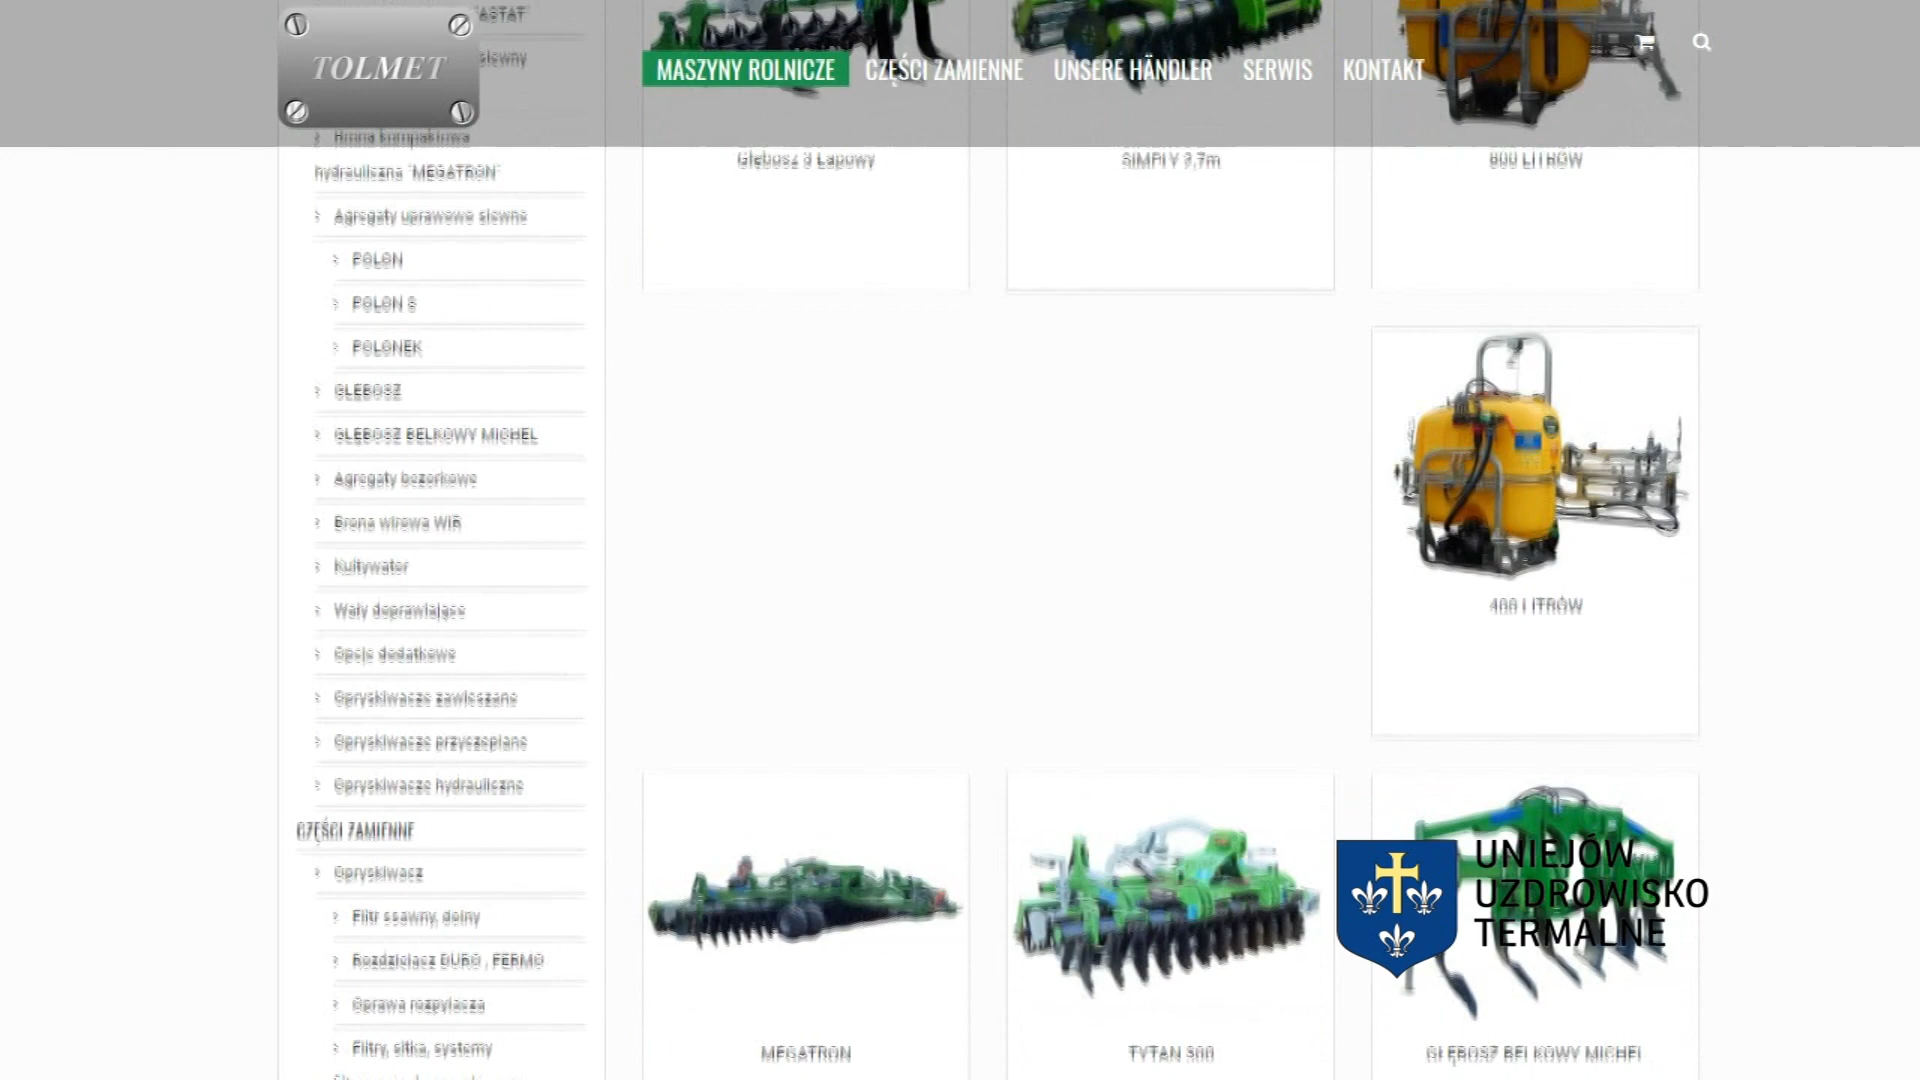 TOLMET
MASZYNY ROLNICZE
CZĘŚCI ZAMIENNE
UNSERE HÄNDLER
SERWIS
KONTAKT
Brona kompaktowa
hydrauliczna "MEGATRON"
Agregaty uprawowo siewne
POLON
POLON 8
POLONEK
GŁĘBOSZ
GŁĘBOSZ BELKOWY MICHEL
Agregaty bezorkowe
Brona wirowa WIR
Kultywator
Wały doprawiające
Opcje dodatkowe
Opryskiwacze zawieszane
Opryskiwacze przyczepiane
Opryskiwacze hydrauliczne
CZĘŚCI ZAMIENNE
Opryskiwacz
Filtr ssawny, dolny
Rozdzielacz DURO , FERMO
Oprawa rozpylacza
Filtry, sitka, systemy
Głębosz 3 Łapowy
SIMPLY 2,7m
800 LITRÓW
400 LITRÓW
MEGATRON
TYTAN 300
GŁĘBOSZ BELKOWY MICHEL
UNIEJÓW
UZDROWISKO
TERMALNE